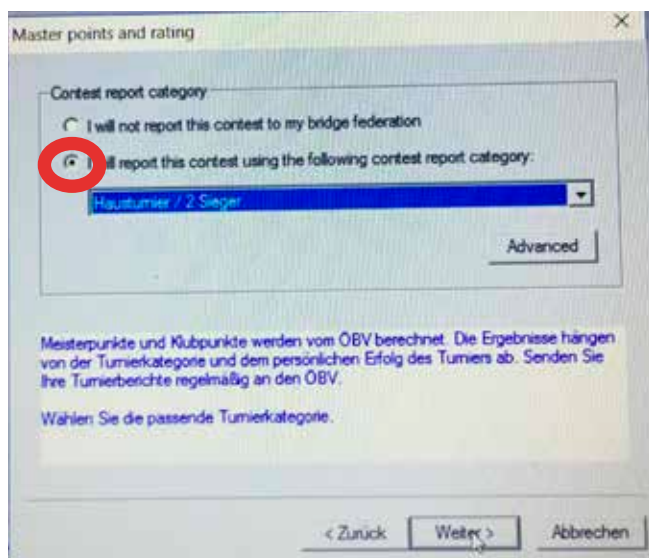 Master points and rating
Contest report category
I will not report this contest to my bridge federation
I will report this contest using the following contest report category:
Hausturnier / 2 Sieger
Advanced
Meisterpunkte und Klubpunkte werden vom ÖBV berechnet. Die Ergebnisse hängen
von der Turnierkategorie und dem persönlichen Erfolg des Turniers ab. Senden Sie
Ihre Turnierberichte regelmäßig an den ÖBV.
Wählen Sie die passende Turnierkategorie.
< Zurück Weiter > Abbrechen